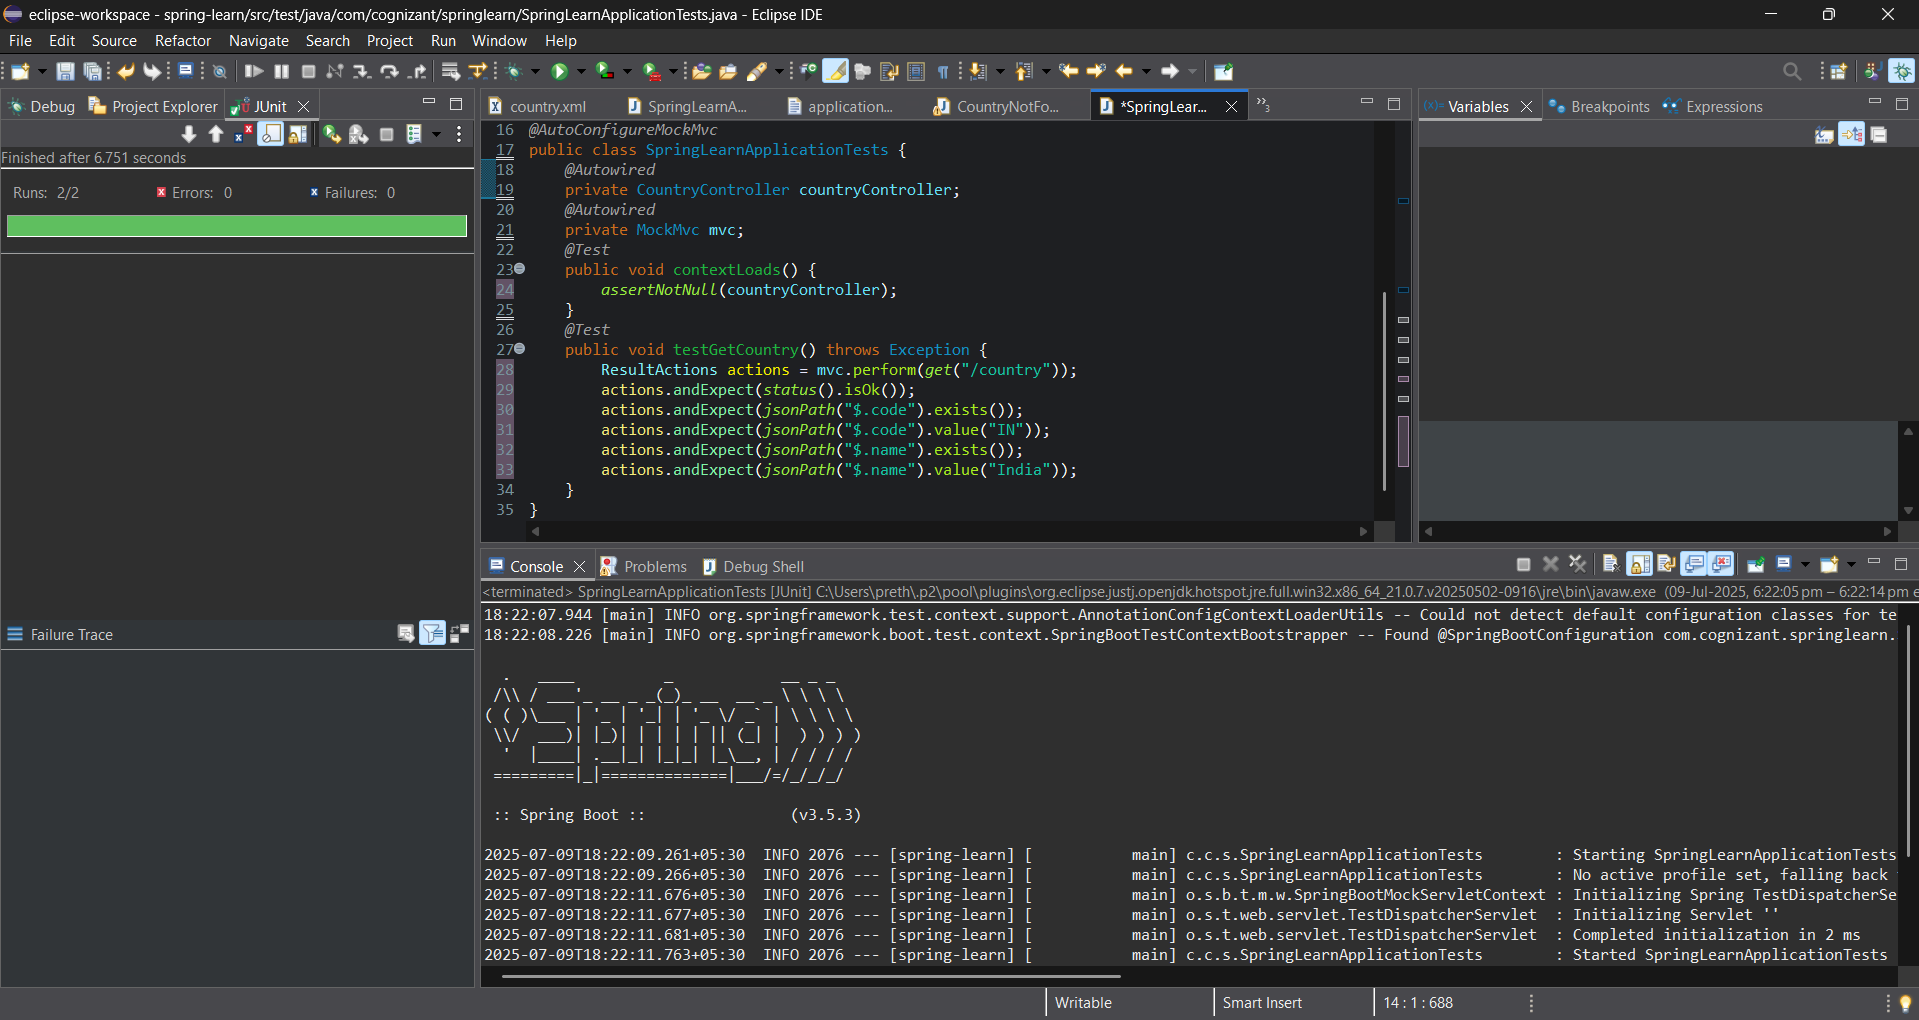 eclipse-workspace - spring-learn/src/test/java/com/cognizant/springlearn/SpringLearnApplicationTests.java - Eclipse IDE
File Edit Source Refactor Navigate Search Project Run Window Help
Debug Project Explorer JUnit
Finished after 6.751 seconds
Runs: 2/2 Errors: 0 Failures: 0
Failure Trace
country.xml SpringLearnA... application... CountryNotFo... *SpringLear... »3
16 @AutoConfigureMockMvc
17 public class SpringLearnApplicationTests {
18 @Autowired
19 private CountryController countryController;
20 @Autowired
21 private MockMvc mvc;
22 @Test
23 public void contextLoads() {
24 assertNotNull(countryController);
25 }
26 @Test
27 public void testGetCountry() throws Exception {
28 ResultActions actions = mvc.perform(get("/country"));
29 actions.andExpect(status().isOk());
30 actions.andExpect(jsonPath("$.code").exists());
31 actions.andExpect(jsonPath("$.code").value("IN"));
32 actions.andExpect(jsonPath("$.name").exists());
33 actions.andExpect(jsonPath("$.name").value("India"));
34 }
35 }
(x)= Variables Breakpoints Expressions
Console Problems Debug Shell
<terminated> SpringLearnApplicationTests [JUnit] C:\Users\preth\.p2\pool\plugins\org.eclipse.justj.openjdk.hotspot.jre.full.win32.x86_64_21.0.7.v20250502-0916\jre\bin\javaw.exe (09-Jul-2025, 6:22:05 pm – 6:22:14 pm e
18:22:07.944 [main] INFO org.springframework.test.context.support.AnnotationConfigContextLoaderUtils -- Could not detect default configuration classes for te
18:22:08.226 [main] INFO org.springframework.boot.test.context.SpringBootTestContextBootstrapper -- Found @SpringBootConfiguration com.cognizant.springlearn.
  .   ____          _            __ _ _
 /\\ / ___'_ __ _ _(_)_ __  __ _ \ \ \ \
( ( )\___ | '_ | '_| | '_ \/ _` | \ \ \ \
 \\/  ___)| |_)| | | | | || (_| |  ) ) ) )
  '  |____| .__|_| |_|_| |_\__, | / / / /
 =========|_|==============|___/=/_/_/_/
:: Spring Boot :: (v3.5.3)
2025-07-09T18:22:09.261+05:30 INFO 2076 --- [spring-learn] [ main] c.c.s.SpringLearnApplicationTests : Starting SpringLearnApplicationTests
2025-07-09T18:22:09.266+05:30 INFO 2076 --- [spring-learn] [ main] c.c.s.SpringLearnApplicationTests : No active profile set, falling back
2025-07-09T18:22:11.676+05:30 INFO 2076 --- [spring-learn] [ main] o.s.b.t.m.w.SpringBootMockServletContext : Initializing Spring TestDispatcherSe
2025-07-09T18:22:11.677+05:30 INFO 2076 --- [spring-learn] [ main] o.s.t.web.servlet.TestDispatcherServlet : Initializing Servlet ''
2025-07-09T18:22:11.681+05:30 INFO 2076 --- [spring-learn] [ main] o.s.t.web.servlet.TestDispatcherServlet : Completed initialization in 2 ms
2025-07-09T18:22:11.763+05:30 INFO 2076 --- [spring-learn] [ main] c.c.s.SpringLearnApplicationTests : Started SpringLearnApplicationTests
Writable Smart Insert 14 : 1 : 688